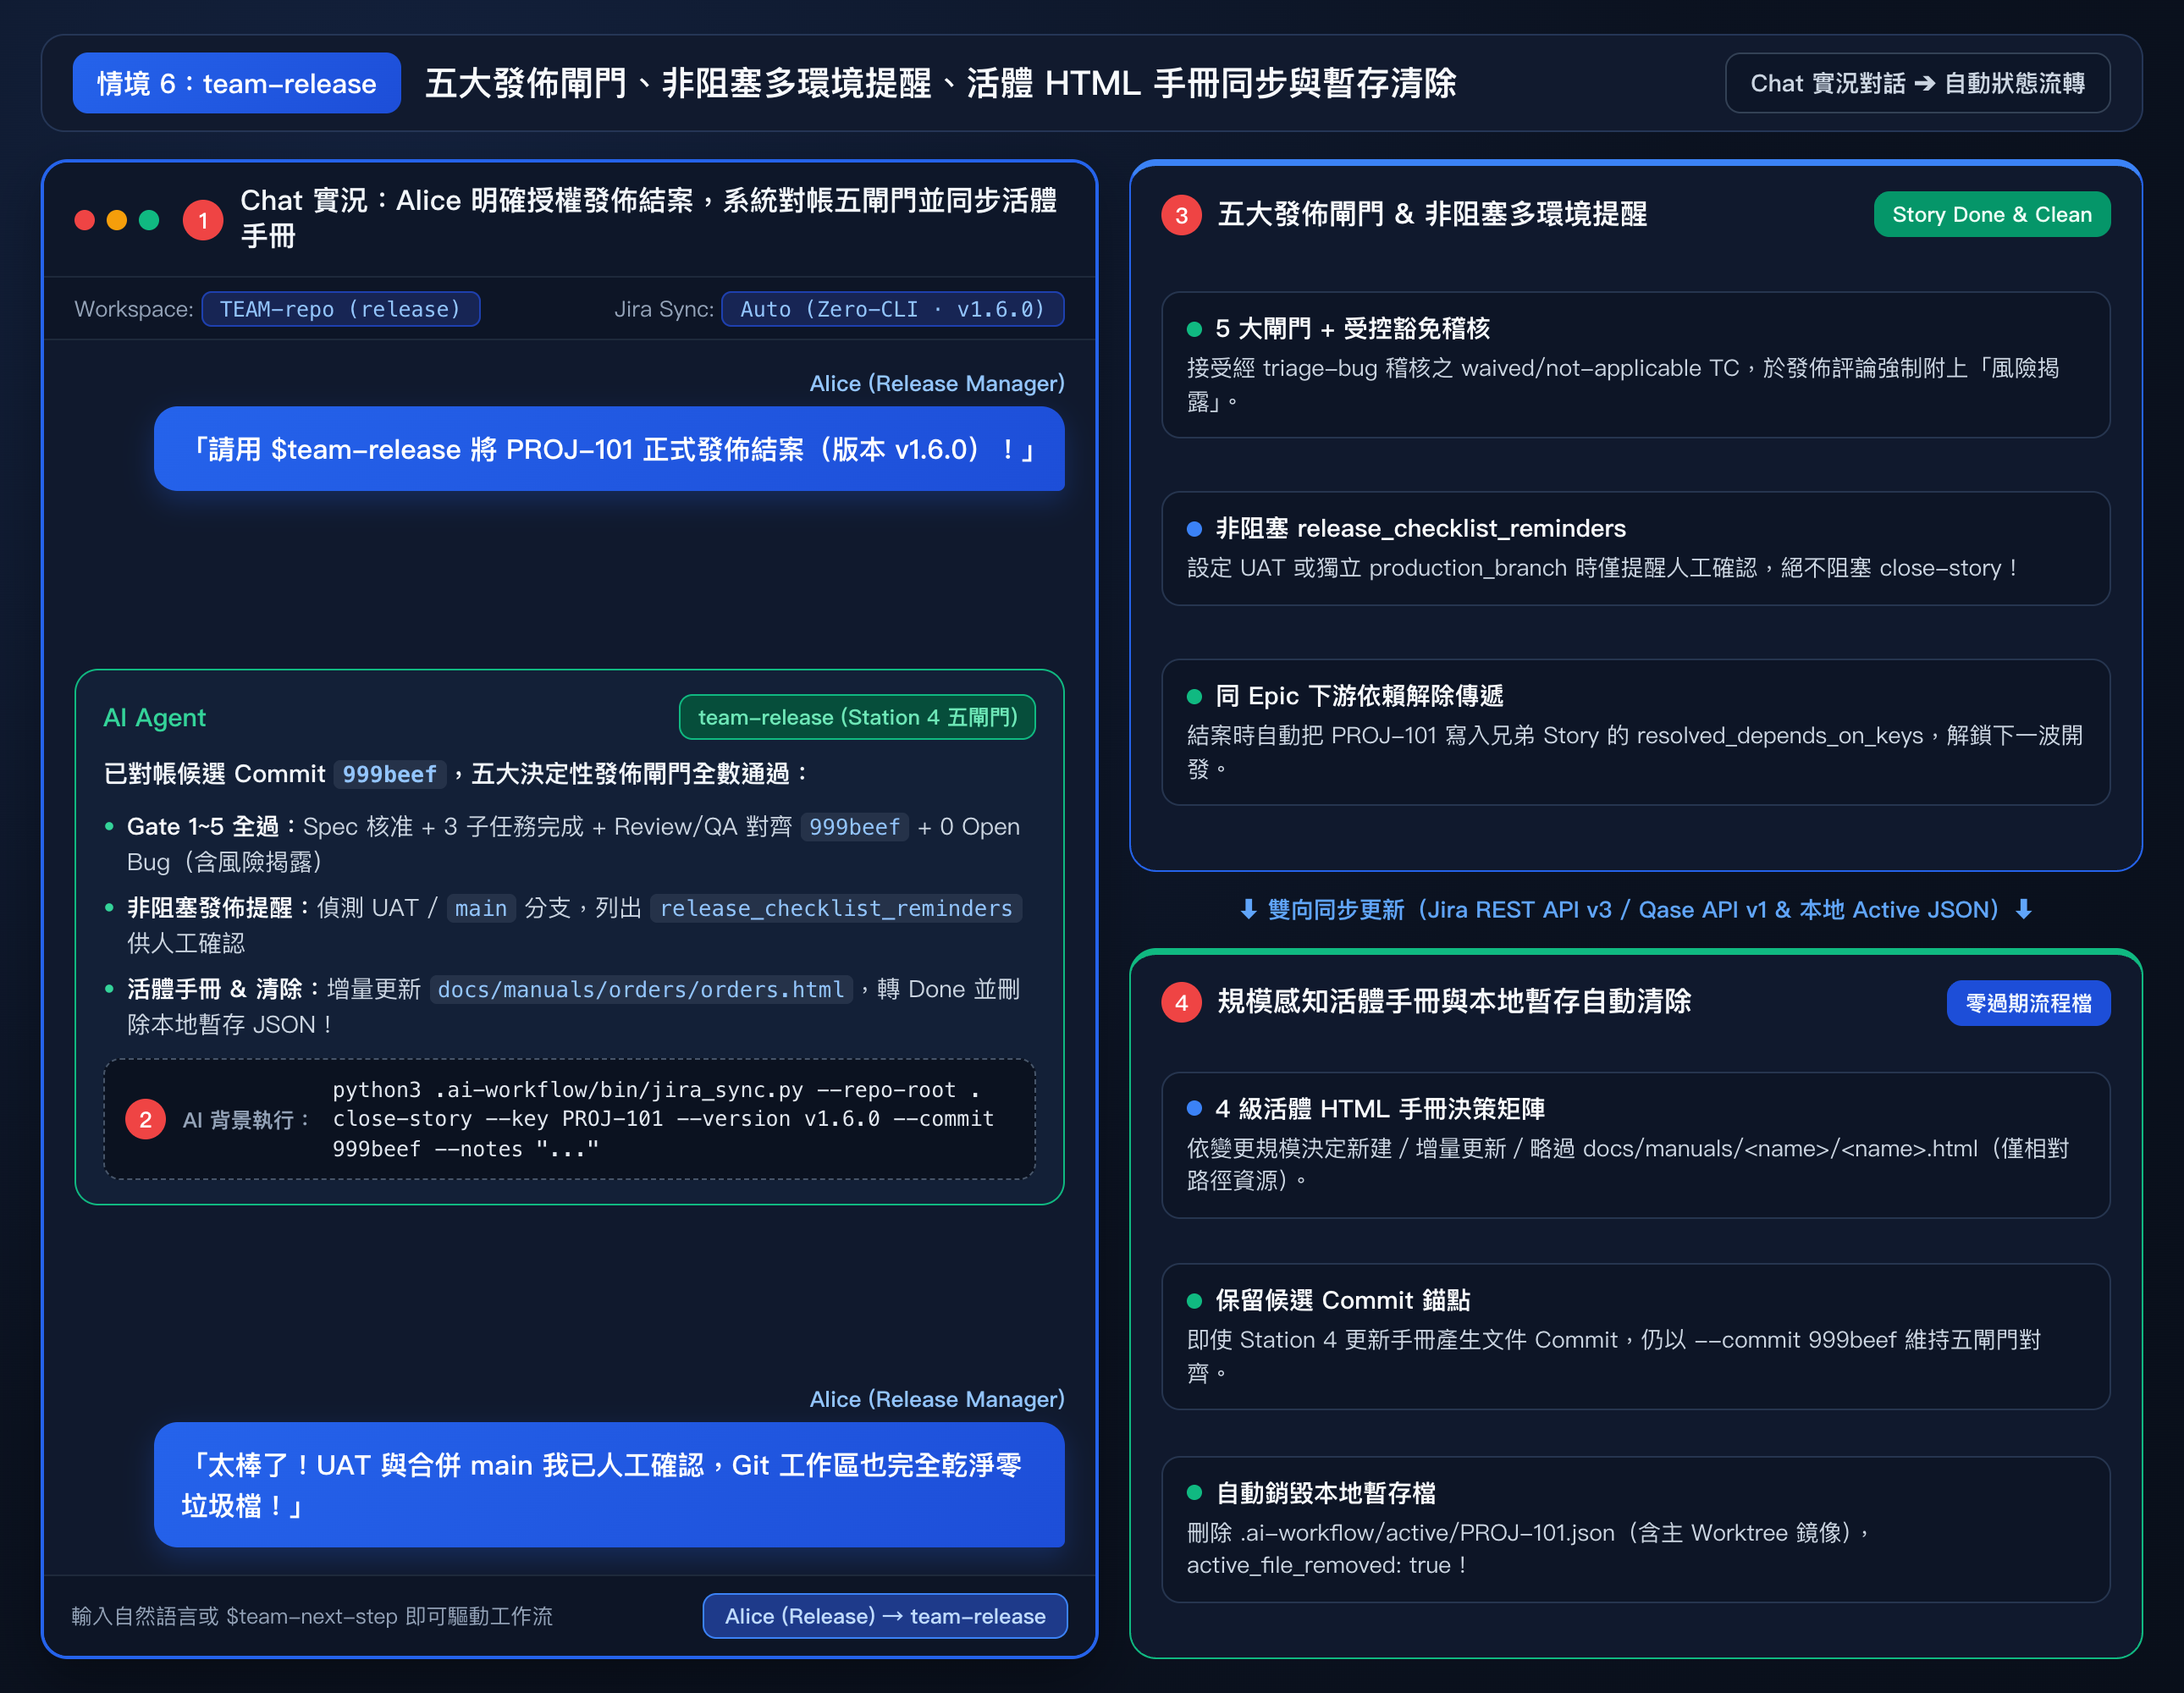 情境 6：team-release
五大發佈閘門、非阻塞多環境提醒、活體 HTML 手冊同步與暫存清除
Chat 實況對話 ➔ 自動狀態流轉
1
Chat 實況：Alice 明確授權發佈結案，系統對帳五閘門並同步活體
手冊
Workspace: TEAM-repo (release)
Jira Sync: Auto (Zero-CLI · v1.6.0)
Alice (Release Manager)
「請用 $team-release 將 PROJ-101 正式發佈結案（版本 v1.6.0）！」
AI Agent
team-release (Station 4 五閘門)
已對帳候選 Commit 999beef，五大決定性發佈閘門全數通過：
• Gate 1~5 全過：Spec 核准 + 3 子任務完成 + Review/QA 對齊 999beef + 0 Open
Bug（含風險揭露）
• 非阻塞發佈提醒：偵測 UAT / main 分支，列出 release_checklist_reminders
供人工確認
• 活體手冊 & 清除：增量更新 docs/manuals/orders/orders.html，轉 Done 並刪
除本地暫存 JSON！
2
AI 背景執行：
python3 .ai-workflow/bin/jira_sync.py --repo-root .
close-story --key PROJ-101 --version v1.6.0 --commit
999beef --notes "..."
Alice (Release Manager)
「太棒了！UAT 與合併 main 我已人工確認，Git 工作區也完全乾淨零
垃圾檔！」
輸入自然語言或 $team-next-step 即可驅動工作流
Alice (Release) → team-release
3
五大發佈閘門 & 非阻塞多環境提醒
Story Done & Clean
5 大閘門 + 受控豁免稽核
接受經 triage-bug 稽核之 waived/not-applicable TC，於發佈評論強制附上「風險揭
露」。
非阻塞 release_checklist_reminders
設定 UAT 或獨立 production_branch 時僅提醒人工確認，絕不阻塞 close-story！
同 Epic 下游依賴解除傳遞
結案時自動把 PROJ-101 寫入兄弟 Story 的 resolved_depends_on_keys，解鎖下一波開
發。
⬇ 雙向同步更新（Jira REST API v3 / Qase API v1 & 本地 Active JSON）⬇
4
規模感知活體手冊與本地暫存自動清除
零過期流程檔
4 級活體 HTML 手冊決策矩陣
依變更規模決定新建 / 增量更新 / 略過 docs/manuals/<name>/<name>.html（僅相對
路徑資源）。
保留候選 Commit 錨點
即使 Station 4 更新手冊產生文件 Commit，仍以 --commit 999beef 維持五閘門對
齊。
自動銷毀本地暫存檔
刪除 .ai-workflow/active/PROJ-101.json（含主 Worktree 鏡像），
active_file_removed: true！